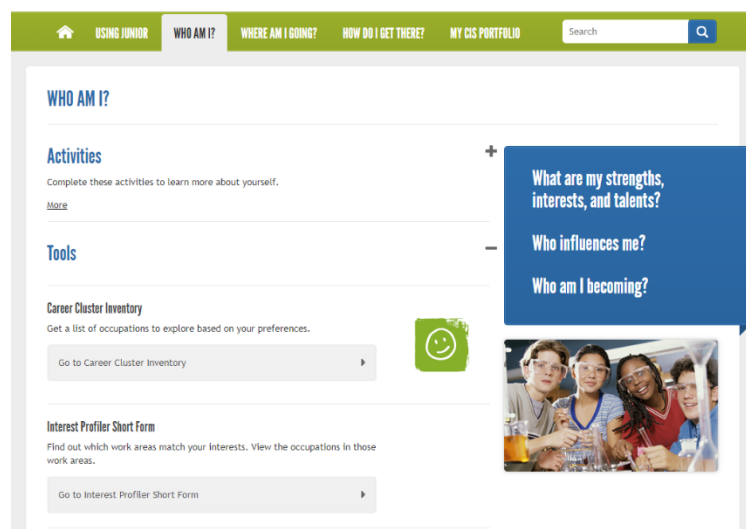 USING JUNIOR
WHO AM I?
WHERE AM I GOING?
HOW DO I GET THERE?
MY CIS PORTFOLIO
Search
WHO AM I?
Activities
Complete these activities to learn more about yourself.
More
Tools
Career Cluster Inventory
Get a list of occupations to explore based on your preferences.
Go to Career Cluster Inventory
Interest Profiler Short Form
Find out which work areas match your interests. View the occupations in those
work areas.
Go to Interest Profiler Short Form
What are my strengths,
interests, and talents?
Who influences me?
Who am I becoming?